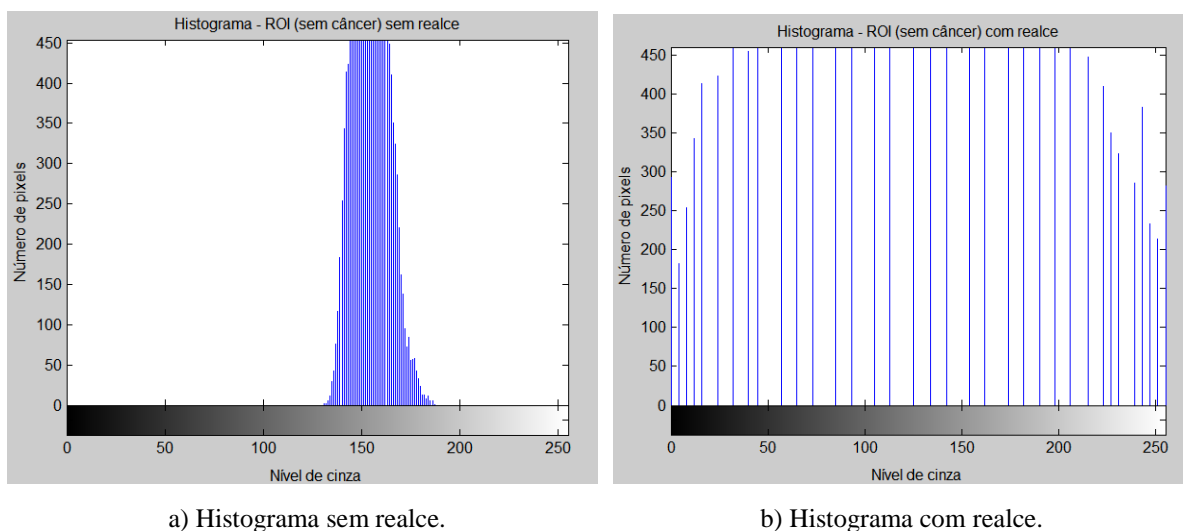 Histograma - ROI (sem câncer) sem realce
450
400
350
300
250
200
150
100
50
0
Número de pixels
0 50 100 150 200 250
Nível de cinza
a) Histograma sem realce.
Histograma - ROI (sem câncer) com realce
450
400
350
300
250
200
150
100
50
0
Número de pixels
0 50 100 150 200 250
Nível de cinza
b) Histograma com realce.